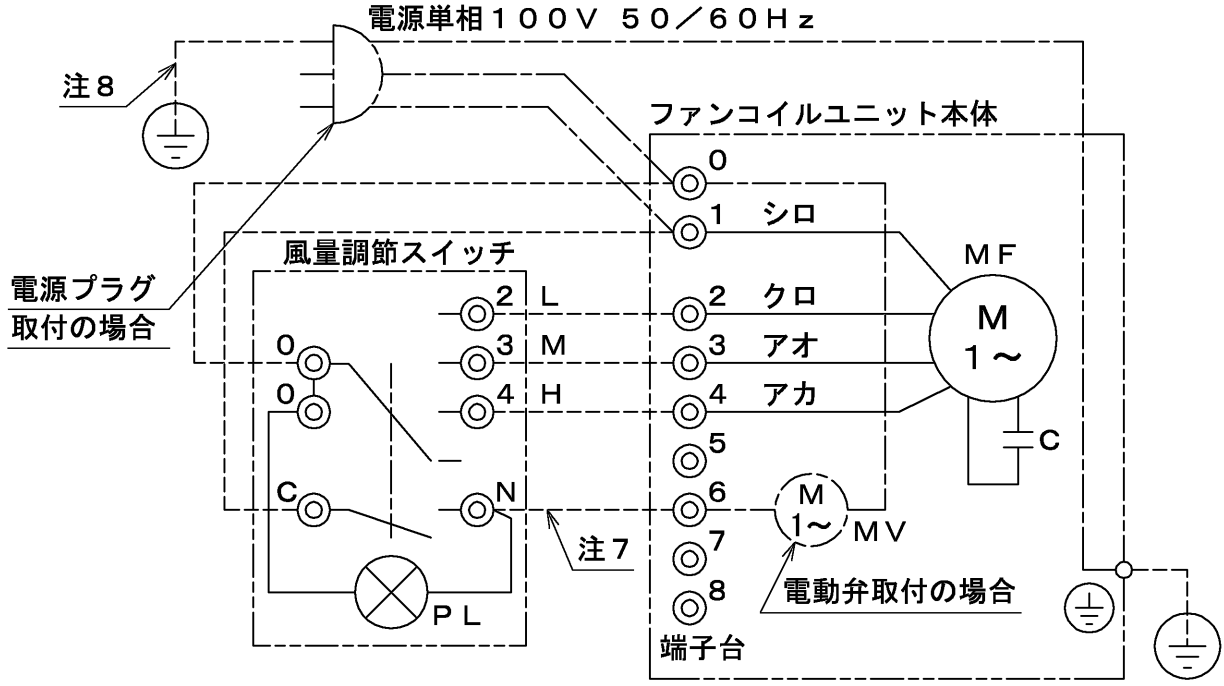 電源単相１００Ｖ ５０／６０Ｈｚ
注８
ファンコイルユニット本体
0
1 シロ
風量調節スイッチ
ＭＦ
電源プラグ
取付の場合
2 L
2 クロ
M
1～
0
3 M
3 アオ
0
4 H
4 アカ
C
5
C
N
6
M
1～
ＭＶ
注７
7
電動弁取付の場合
8
ＰＬ
端子台